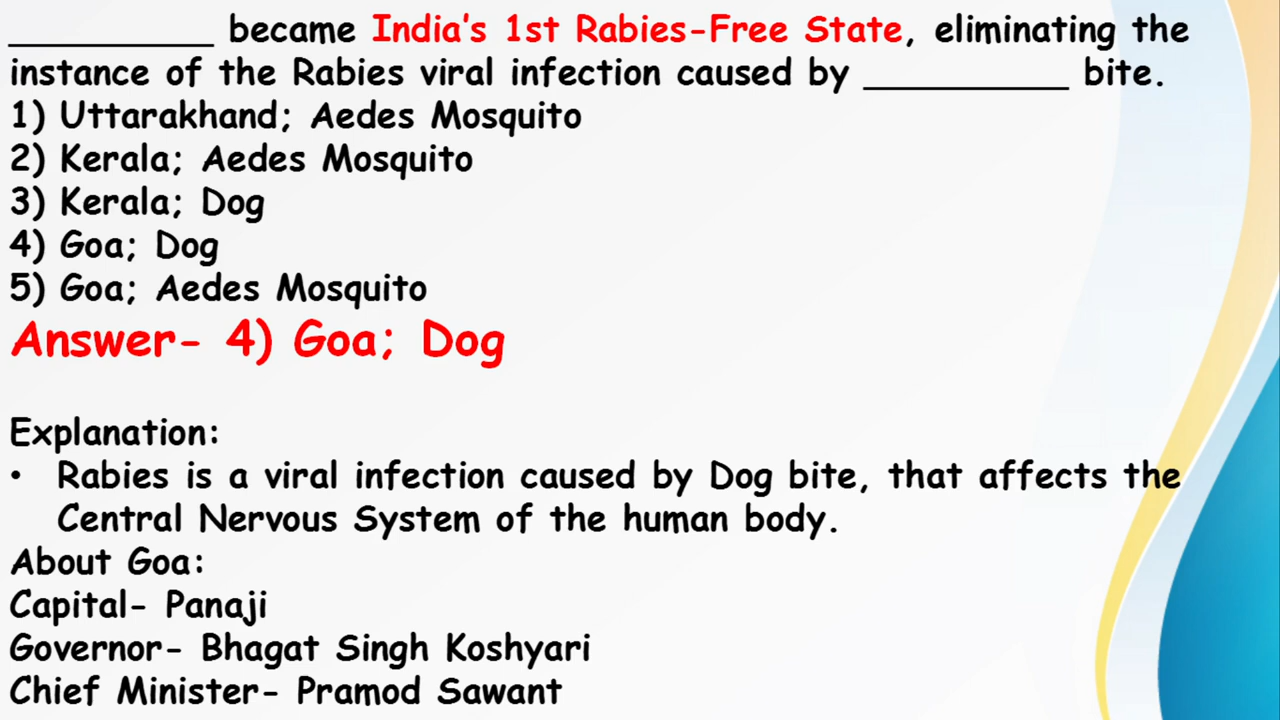 __________ became India's 1st Rabies-Free State, eliminating the
instance of the Rabies viral infection caused by __________ bite.
1) Uttarakhand; Aedes Mosquito
2) Kerala; Aedes Mosquito
3) Kerala; Dog
4) Goa; Dog
5) Goa; Aedes Mosquito
Answer- 4) Goa; Dog
Explanation:
• Rabies is a viral infection caused by Dog bite, that affects the
Central Nervous System of the human body.
About Goa:
Capital- Panaji
Governor- Bhagat Singh Koshyari
Chief Minister- Pramod Sawant